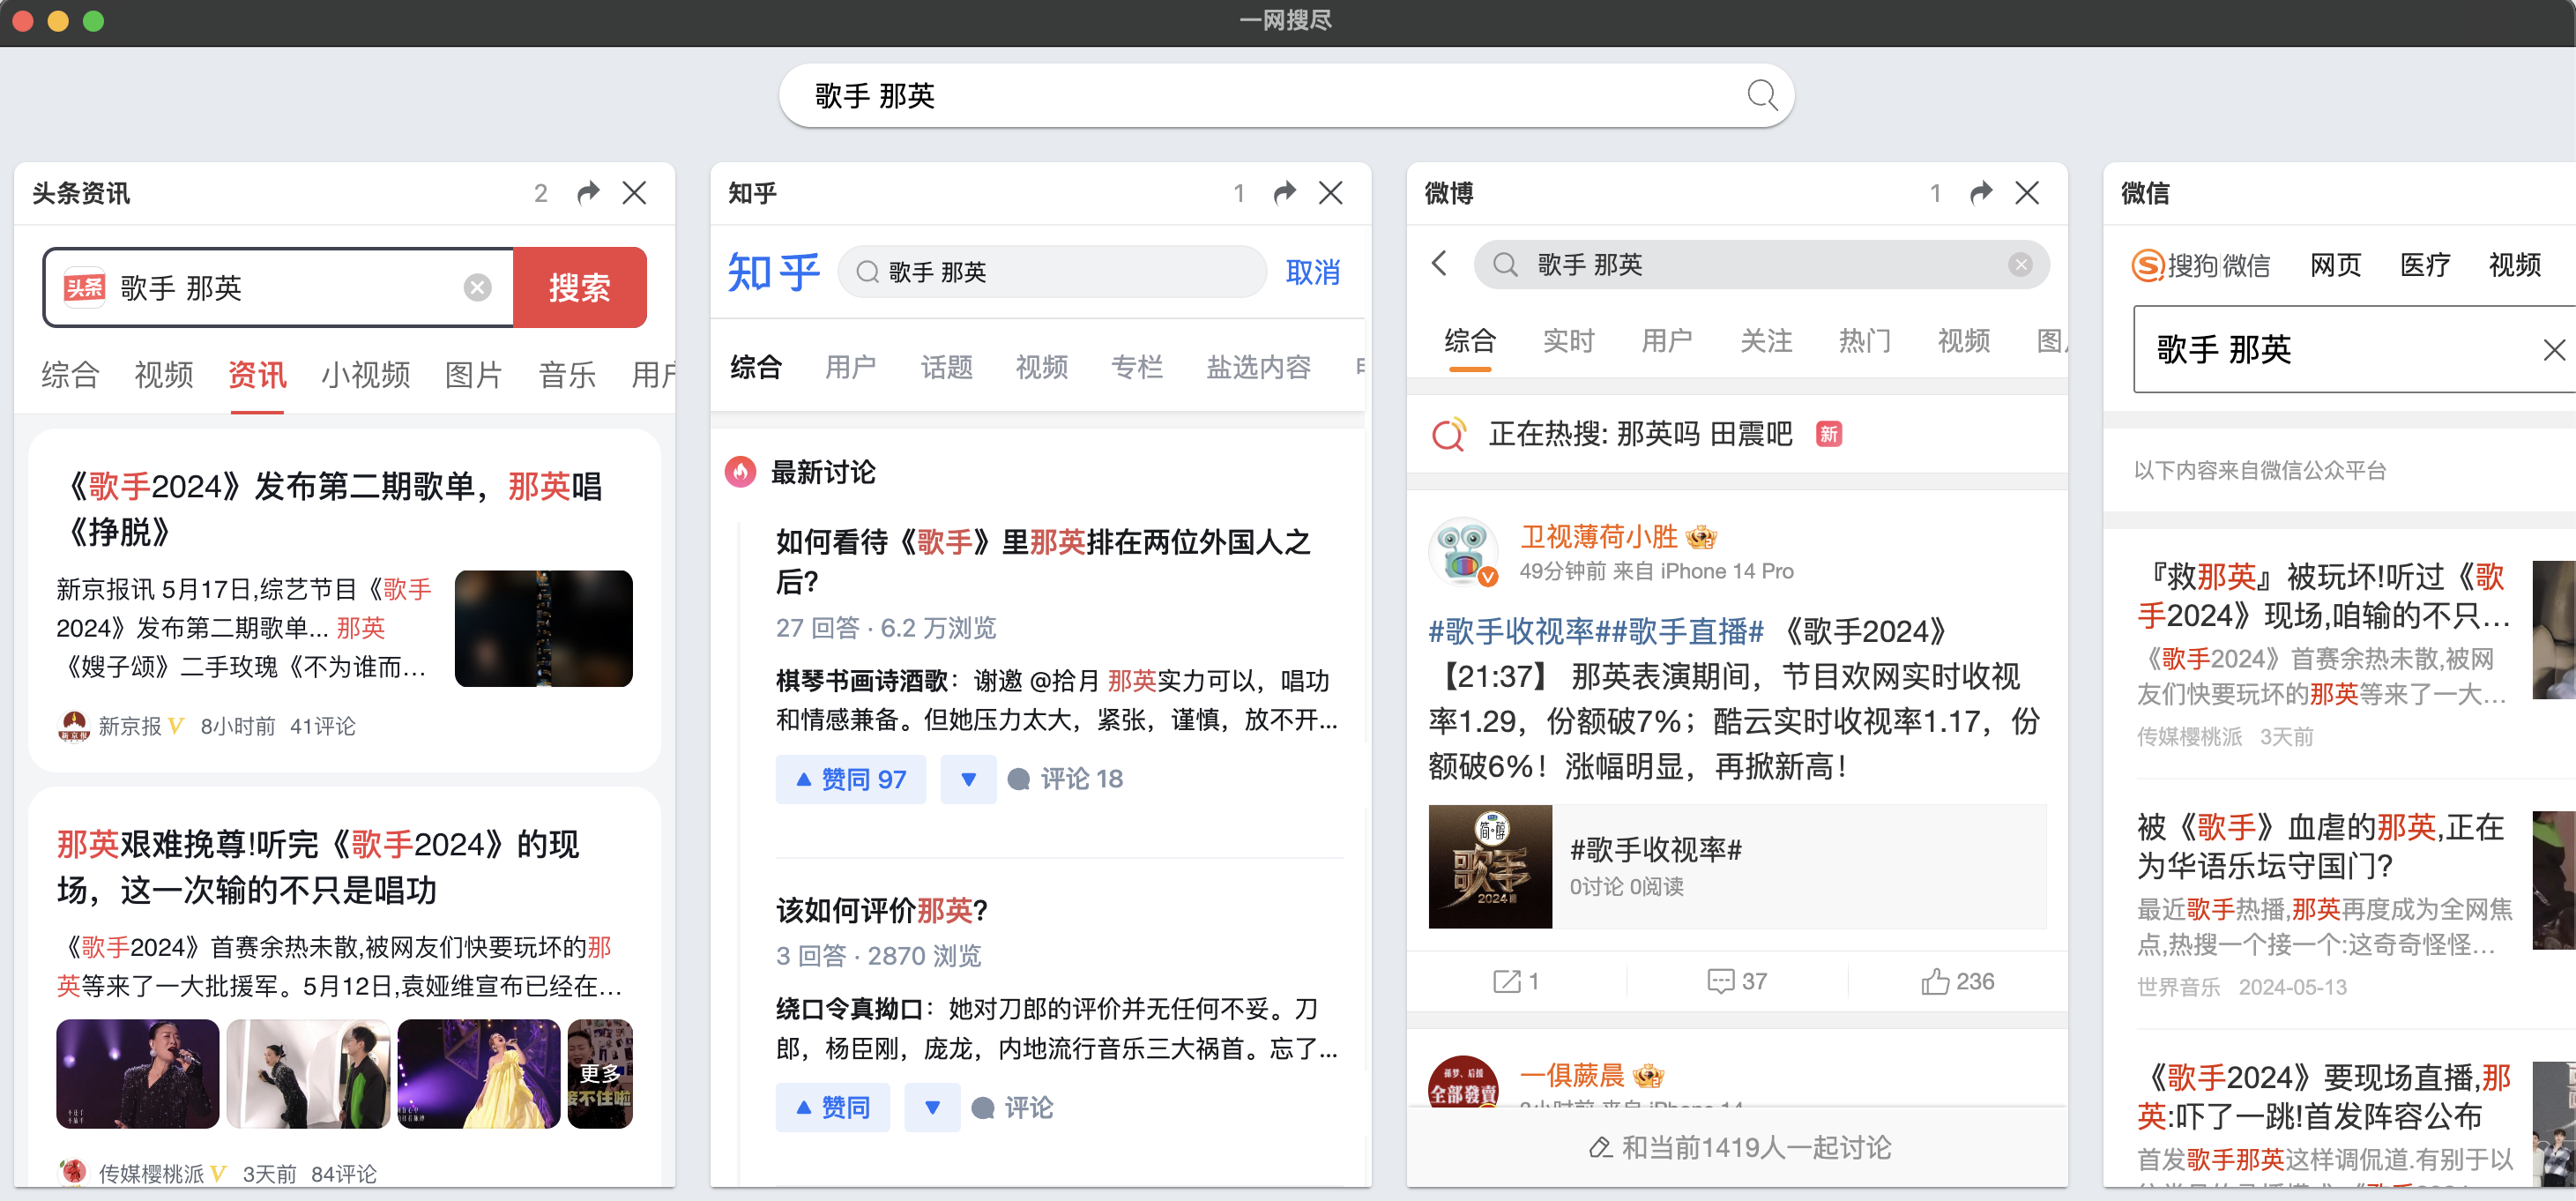 一网搜尽
歌手 那英
头条资讯
2
头条
歌手 那英
搜索
综合 视频 资讯 小视频 图片 音乐
《歌手2024》发布第二期歌单，那英唱
《挣脱》
新京报讯 5月17日,综艺节目《歌手
2024》发布第二期歌单... 那英
《嫂子颂》二手玫瑰《不为谁而...
新京报 8小时前 41评论
那英艰难挽尊!听完《歌手2024》的现
场，这一次输的不只是唱功
《歌手2024》首赛余热未散,被网友们快要玩坏的那
英等来了一大批援军。5月12日,袁娅维宣布已经在...
更多
接不住啦
传媒樱桃派 3天前 84评论
知乎
1
知乎
歌手 那英
取消
综合 用户 话题 视频 专栏 盐选内容
最新讨论
如何看待《歌手》里那英排在两位外国人之
后?
27 回答 · 6.2 万浏览
棋琴书画诗酒歌：谢邀 @拾月 那英实力可以，唱功
和情感兼备。但她压力太大，紧张，谨慎，放不开...
赞同 97
评论 18
该如何评价那英?
3 回答 · 2870 浏览
绕口令真拗口：她对刀郎的评价并无任何不妥。刀
郎，杨臣刚，庞龙，内地流行音乐三大祸首。忘了...
赞同
评论
微博
1
歌手 那英
综合 实时 用户 关注 热门 视频
正在热搜: 那英吗 田震吧 新
卫视薄荷小胜
49分钟前 来自 iPhone 14 Pro
#歌手收视率##歌手直播# 《歌手2024》
【21:37】 那英表演期间，节目欢网实时收视
率1.29，份额破7%；酷云实时收视率1.17，份
额破6%！涨幅明显，再掀新高！
简醇
歌手
2024
#歌手收视率#
0讨论 0阅读
1
37
236
全部發賣
一俱蕨晨
和当前1419人一起讨论
微信
搜狗|微信 网页 医疗 视频
歌手 那英
以下内容来自微信公众平台
『救那英』被玩坏!听过《歌
手2024》现场,咱输的不只...
《歌手2024》首赛余热未散,被网
友们快要玩坏的那英等来了一大...
传媒樱桃派 3天前
被《歌手》血虐的那英,正在
为华语乐坛守国门?
最近歌手热播,那英再度成为全网焦
点,热搜一个接一个:这奇奇怪怪...
世界音乐 2024-05-13
《歌手2024》要现场直播,那
英:吓了一跳!首发阵容公布
首发歌手那英这样调侃道.有别于以